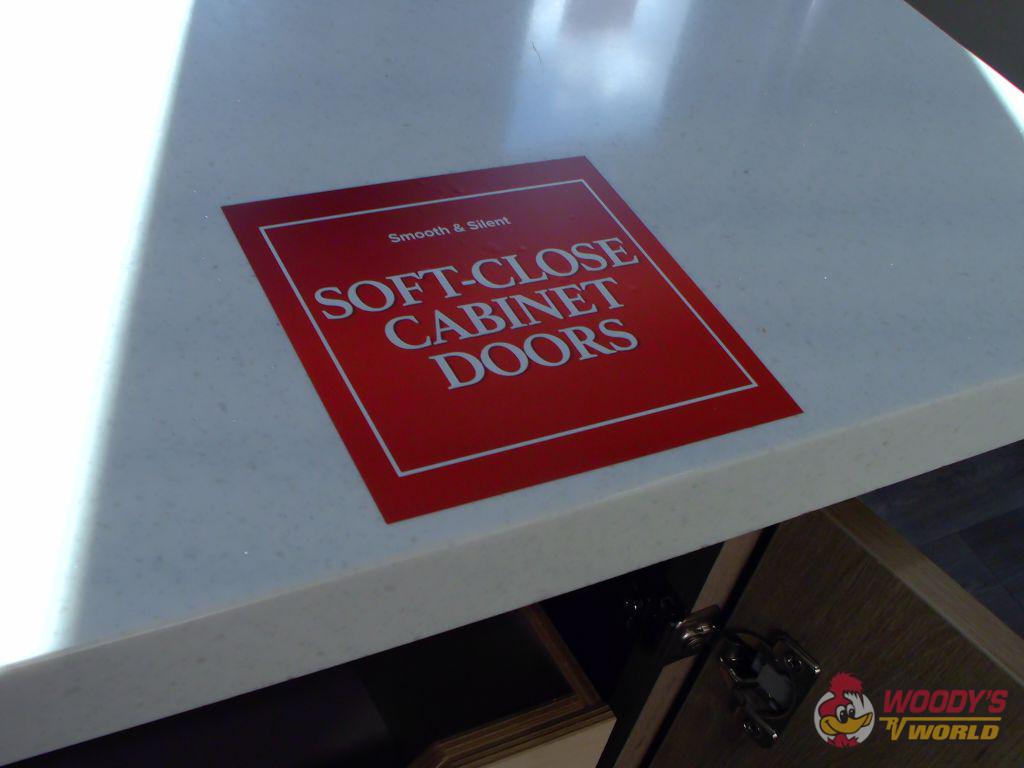 Smooth & Silent
SOFT-CLOSE
CABINET
DOORS
WOODY'S
RV WORLD